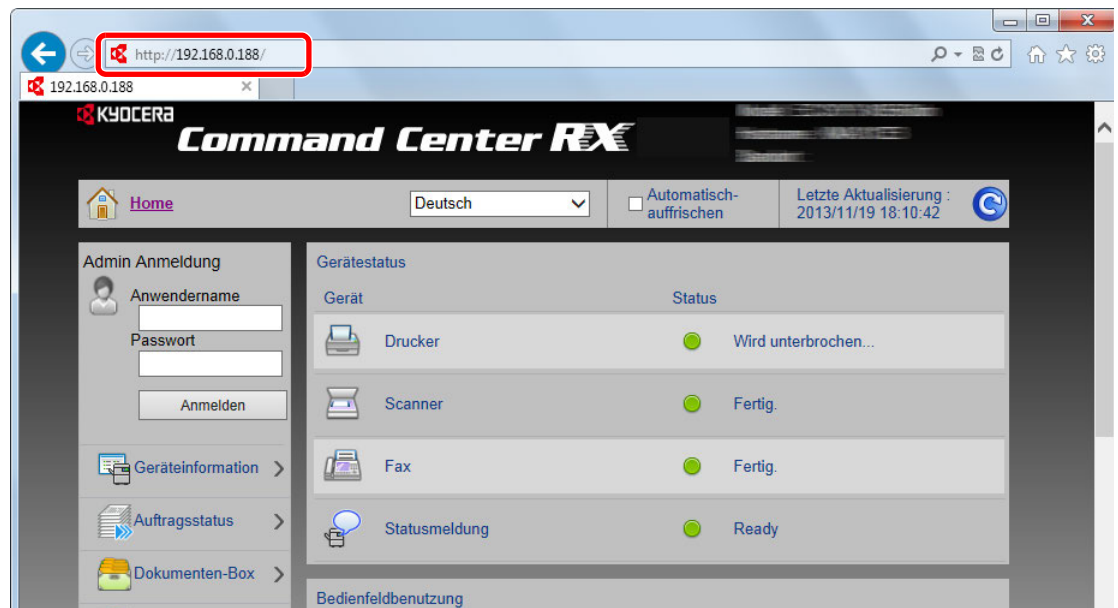 http://192.168.0.188/
192.168.0.188
KYOCERA
Command Center RX
Home
Deutsch
Automatisch-
auffrischen
Letzte Aktualisierung :
2013/11/19 18:10:42
Admin Anmeldung
Anwendername
Passwort
Anmelden
Geräteinformation
Auftragsstatus
Dokumenten-Box
Gerätestatus
Gerät Status
Drucker Wird unterbrochen...
Scanner Fertig.
Fax Fertig.
Statusmeldung Ready
Bedienfeldbenutzung